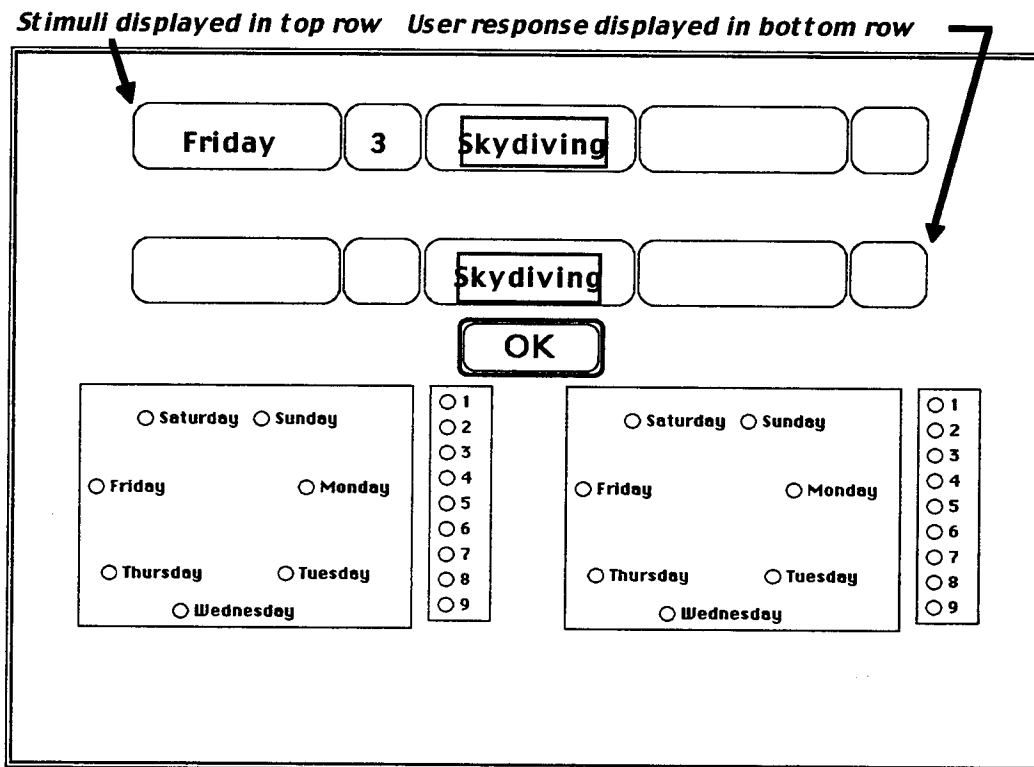 Stimuli displayed in top row User response displayed in bottom row
Friday 3 Skydiving
Skydiving
OK
Saturday Sunday
Friday Monday
Thursday Tuesday
Wednesday
1
2
3
4
5
6
7
8
9
Saturday Sunday
Friday Monday
Thursday Tuesday
Wednesday
1
2
3
4
5
6
7
8
9